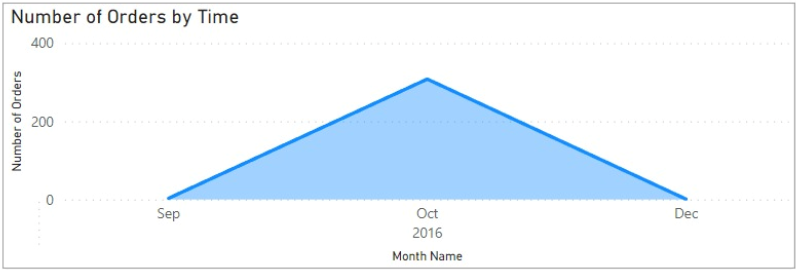 Number of Orders by Time
400
200
0
Number of Orders
Sep Oct Dec
2016
Month Name